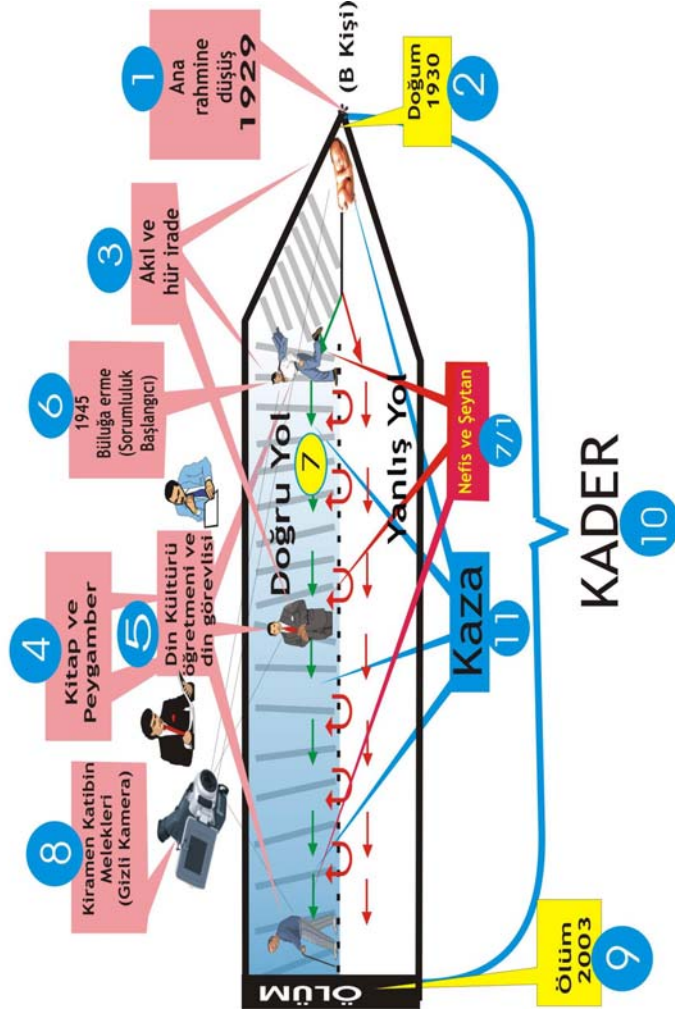 1
Ana
rahmine
düşüş
1929
(B Kişi)
Doğum
1930
2
3
Akıl ve
hür irade
6
1945
Büluğa erme
(Sorumluluk
Başlangıcı)
4
Kitap ve
Peygamber
5
Din Kültürü
öğretmeni ve
din görevlisi
8
Kiramen Katibin
Melekleri
(Gizli Kamera)
Doğru Yol
7
Yanlış Yol
Nefis ve Şeytan
7/1
Kaza
11
KADER
10
ÖLÜM
Ölüm
2003
9